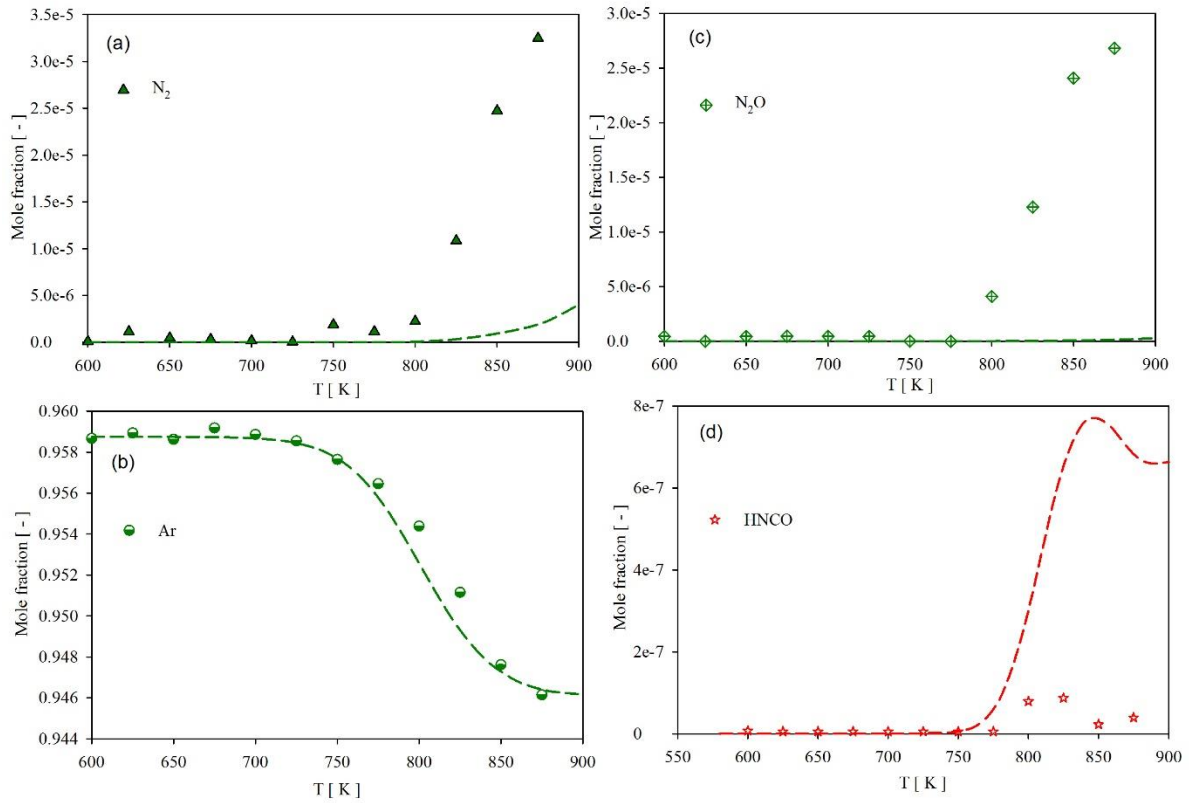 3.5e-5
(a)
3.0e-5
N2
2.5e-5
2.0e-5
1.5e-5
1.0e-5
5.0e-6
0.0
Mole fraction [ - ]
600 650 700 750 800 850 900
T [ K ]
3.0e-5
(c)
2.5e-5
N2O
2.0e-5
1.5e-5
1.0e-5
5.0e-6
0.0
Mole fraction [ - ]
600 650 700 750 800 850 900
T [ K ]
0.960
0.958
(b)
0.956
0.954
Ar
0.952
0.950
0.948
0.946
0.944
Mole fraction [ - ]
600 650 700 750 800 850 900
T [ K ]
8e-7
(d)
6e-7
HNCO
4e-7
2e-7
0
Mole fraction [ - ]
550 600 650 700 750 800 850 900
T [ K ]